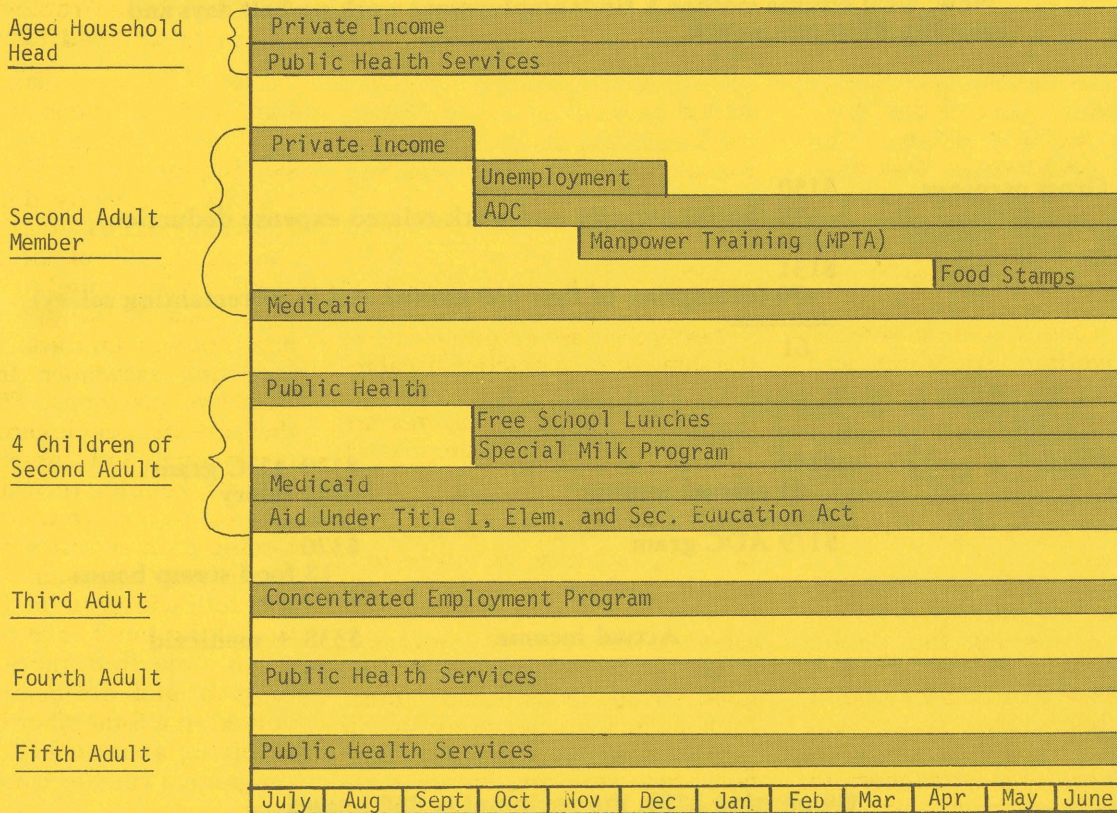 Aged Household
Head
Private Income
Public Health Services
Second Adult
Member
Private Income
Unemployment
ADC
Manpower Training (MPTA)
Food Stamps
Medicaid
4 Children of
Second Adult
Public Health
Free School Lunches
Special Milk Program
Medicaid
Aid Under Title I, Elem. and Sec. Education Act
Third Adult
Concentrated Employment Program
Fourth Adult
Public Health Services
Fifth Adult
Public Health Services
July Aug Sept Oct Nov Dec Jan Feb Mar Apr May June